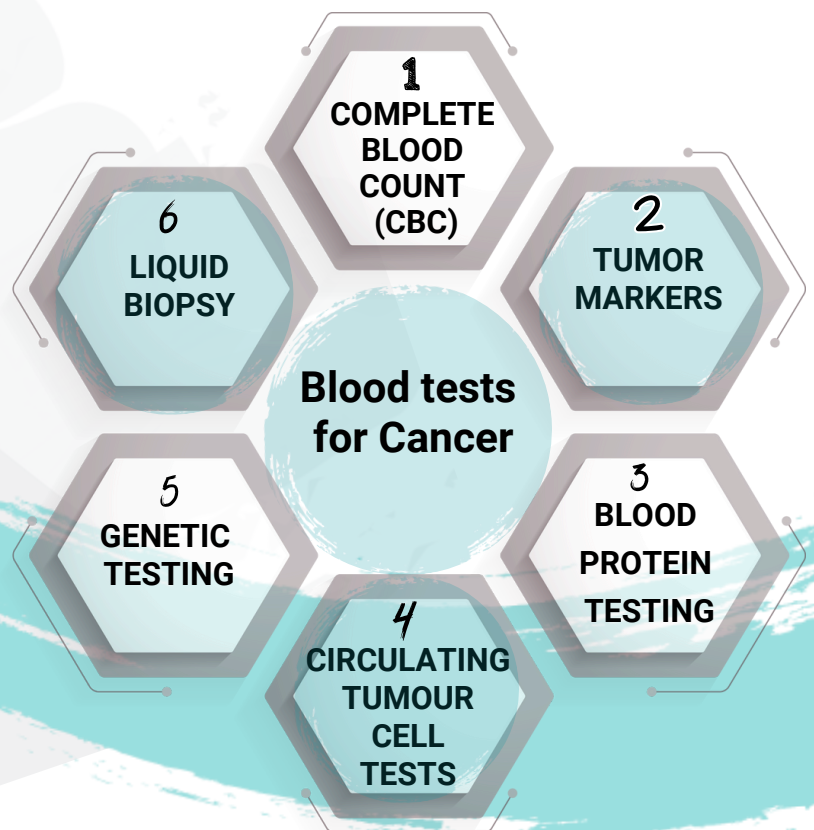 1
COMPLETE
BLOOD
COUNT
(CBC)
2
TUMOR
MARKERS
3
BLOOD
PROTEIN
TESTING
4
CIRCULATING
TUMOUR
CELL
TESTS
5
GENETIC
TESTING
6
LIQUID
BIOPSY
Blood tests
for Cancer